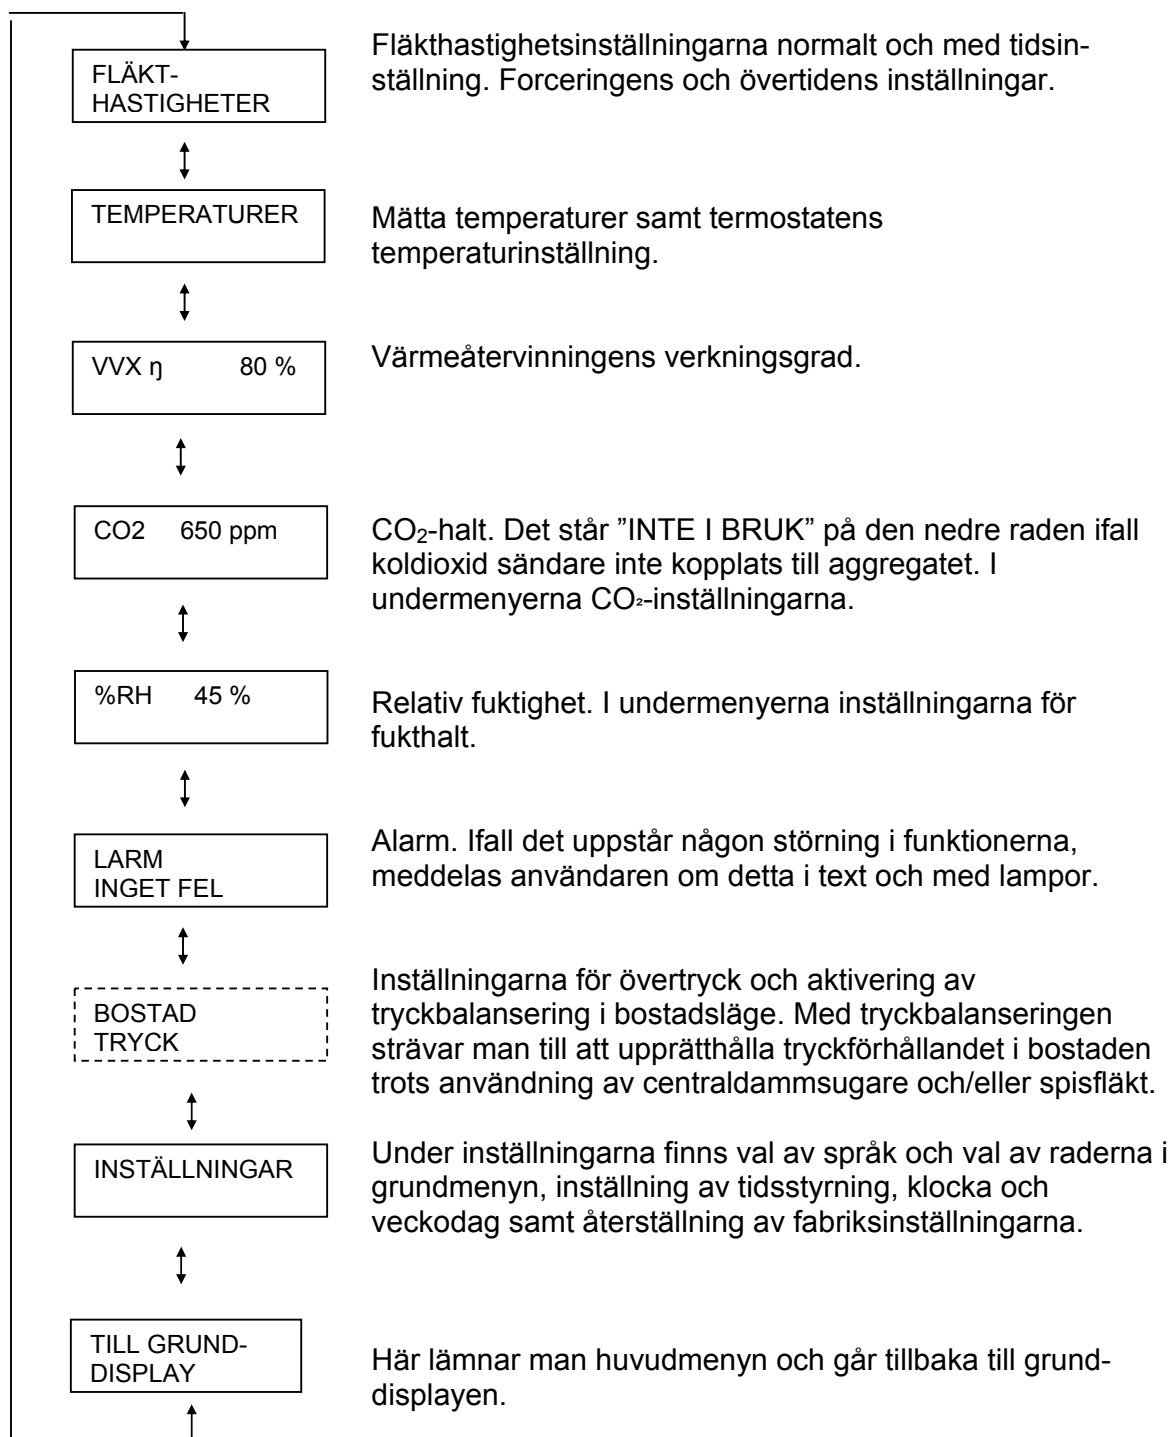 FLÄKT-
HASTIGHETER
Fläkthastighetsinställningarna normalt och med tidsin-
ställning. Forceringens och övertidens inställningar.
TEMPERATURER
Mätta temperaturer samt termostatens
temperaturinställning.
VVX η 80 %
Värmeåtervinningens verkningsgrad.
CO2 650 ppm
CO₂-halt. Det står ”INTE I BRUK” på den nedre raden ifall
koldioxid sändare inte kopplats till aggregatet. I
undermenyerna CO₂-inställningarna.
%RH 45 %
Relativ fuktighet. I undermenyerna inställningarna för
fukthalt.
LARM
INGET FEL
Alarm. Ifall det uppstår någon störning i funktionerna,
meddelas användaren om detta i text och med lampor.
BOSTAD
TRYCK
Inställningarna för övertryck och aktivering av
tryckbalansering i bostadsläge. Med tryckbalanseringen
strävar man till att upprätthålla tryckförhållandet i bostaden
trots användning av centraldammsugare och/eller spisfläkt.
INSTÄLLNINGAR
Under inställningarna finns val av språk och val av raderna i
grundmenyn, inställning av tidsstyrning, klocka och
veckodag samt återställning av fabriksinställningarna.
TILL GRUND-
DISPLAY
Här lämnar man huvudmenyn och går tillbaka till grund-
displayen.